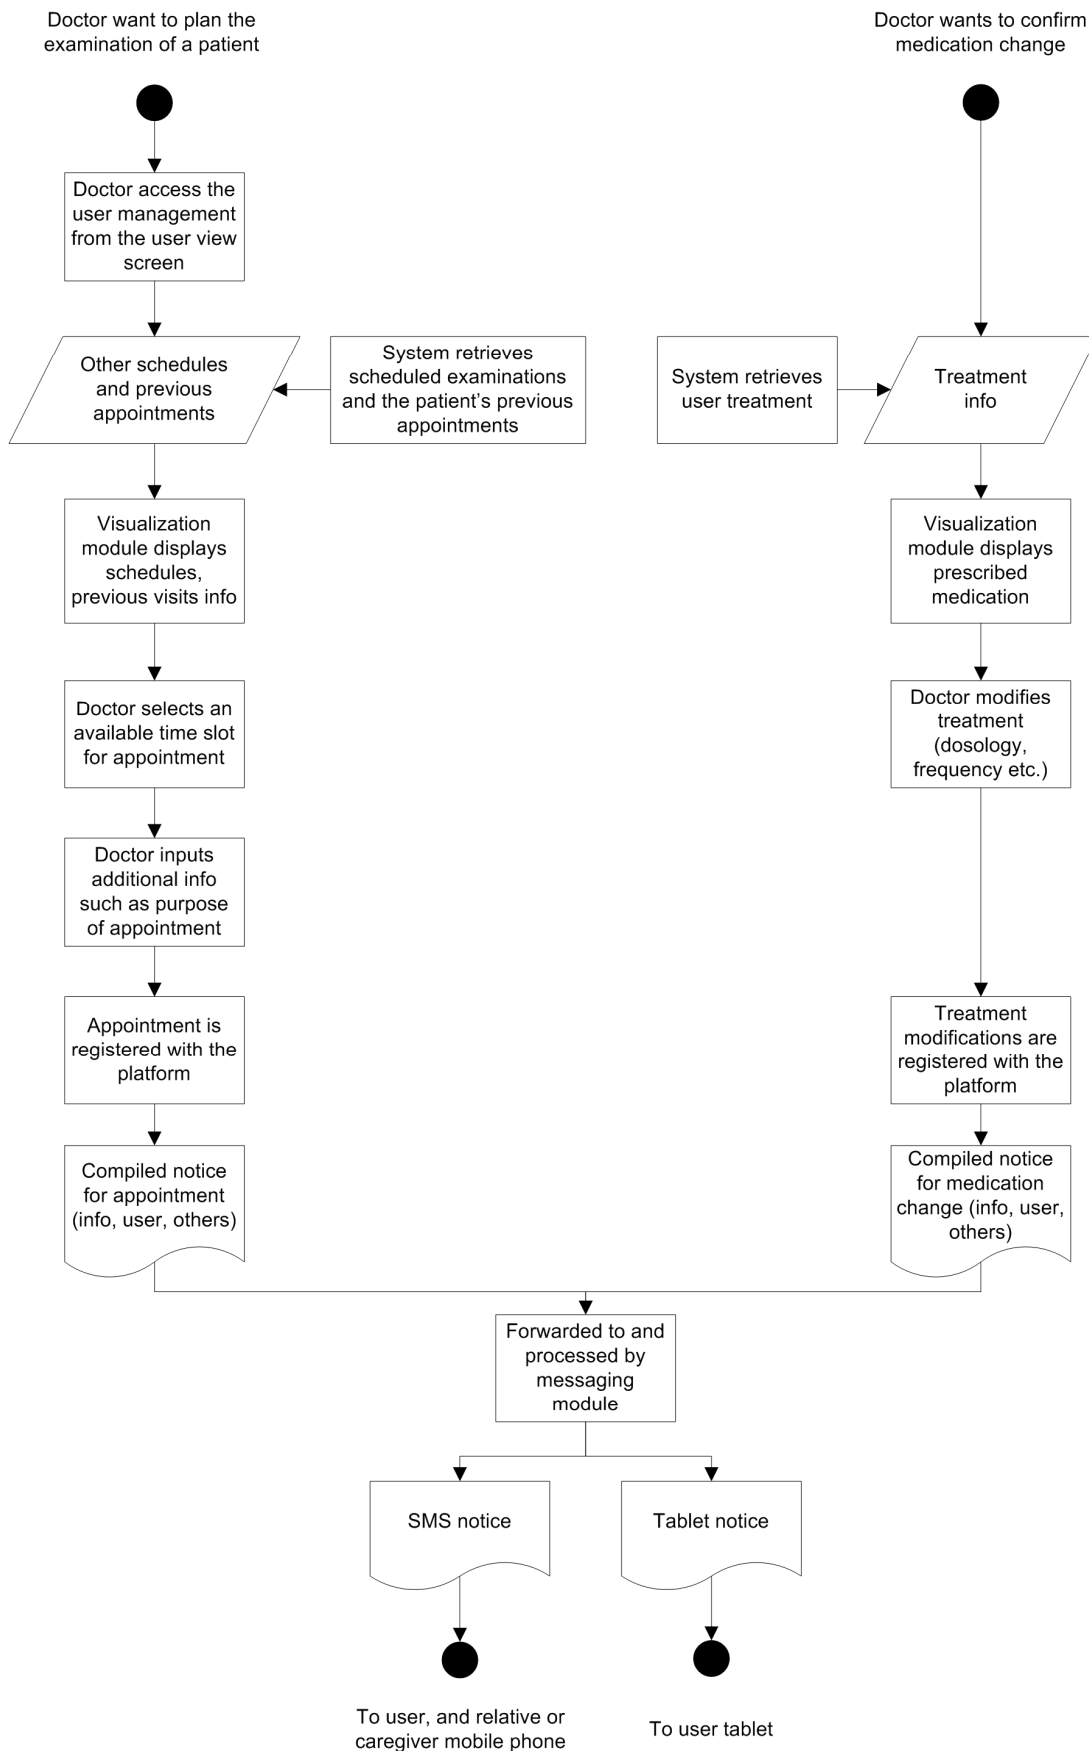 Doctor want to plan the
examination of a patient
Doctor wants to confirm
medication change
Doctor access the
user management
from the user view
screen
Other schedules
and previous
appointments
System retrieves
scheduled examinations
and the patient's previous
appointments
System retrieves
user treatment
Treatment
info
Visualization
module displays
schedules,
previous visits info
Visualization
module displays
prescribed
medication
Doctor selects an
available time slot
for appointment
Doctor modifies
treatment
(dosology,
frequency etc.)
Doctor inputs
additional info
such as purpose
of appointment
Appointment is
registered with the
platform
Treatment
modifications are
registered with the
platform
Compiled notice
for appointment
(info, user, others)
Compiled notice
for medication
change (info, user,
others)
Forwarded to and
processed by
messaging
module
SMS notice
Tablet notice
To user, and relative or
caregiver mobile phone
To user tablet